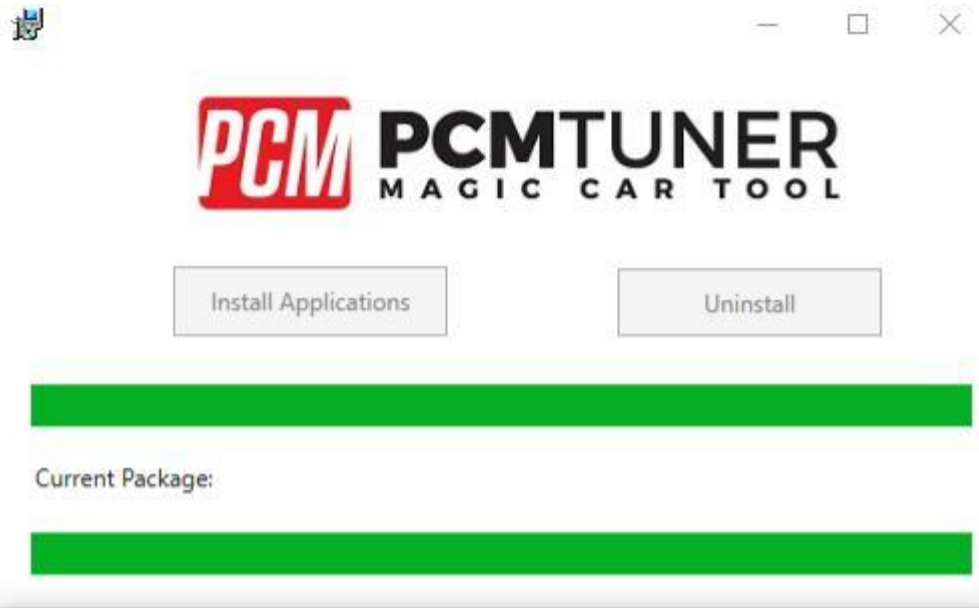 PCM PCMTUNER
MAGIC CAR TOOL
Install Applications Uninstall
Current Package: